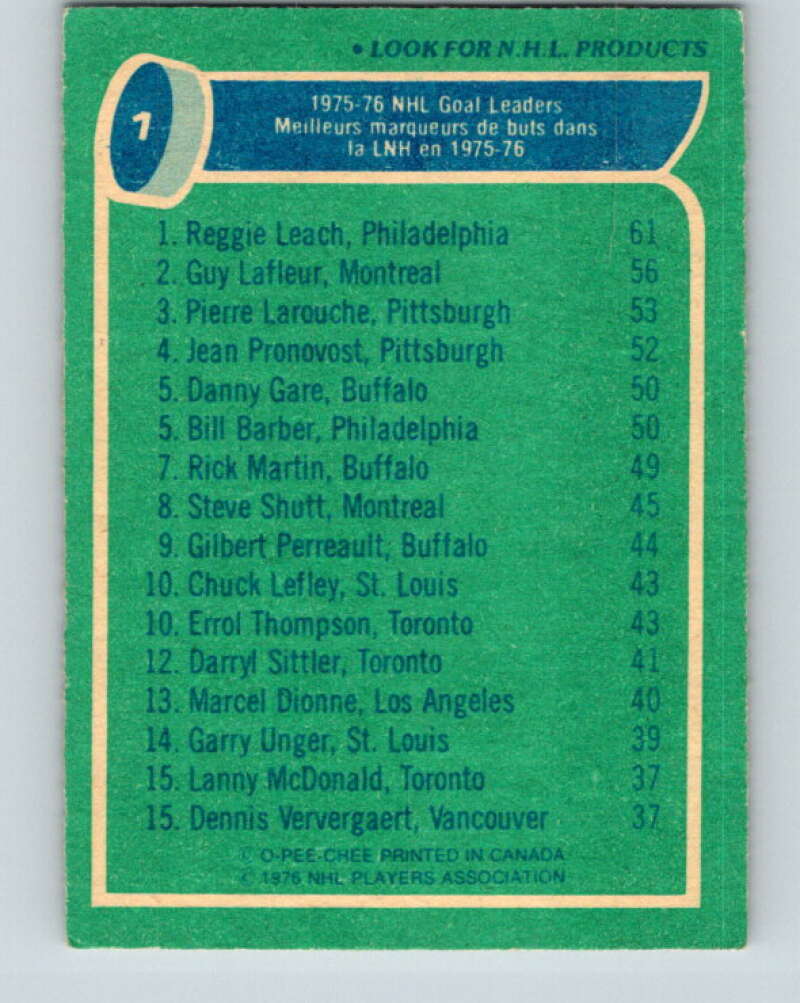 • LOOK FOR N.H.L. PRODUCTS
1
1975-76 NHL Goal Leaders
Meilleurs marqueurs de buts dans
la LNH en 1975-76
1. Reggie Leach, Philadelphia 61
2. Guy Lafleur, Montreal 56
3. Pierre Larouche, Pittsburgh 53
4. Jean Pronovost, Pittsburgh 52
5. Danny Gare, Buffalo 50
5. Bill Barber, Philadelphia 50
7. Rick Martin, Buffalo 49
8. Steve Shutt, Montreal 45
9. Gilbert Perreault, Buffalo 44
10. Chuck Lefley, St. Louis 43
10. Errol Thompson, Toronto 43
12. Darryl Sittler, Toronto 41
13. Marcel Dionne, Los Angeles 40
14. Garry Unger, St. Louis 39
15. Lanny McDonald, Toronto 37
15. Dennis Ververgaert, Vancouver 37
© O-PEE-CHEE PRINTED IN CANADA
© 1976 NHL PLAYERS ASSOCIATION